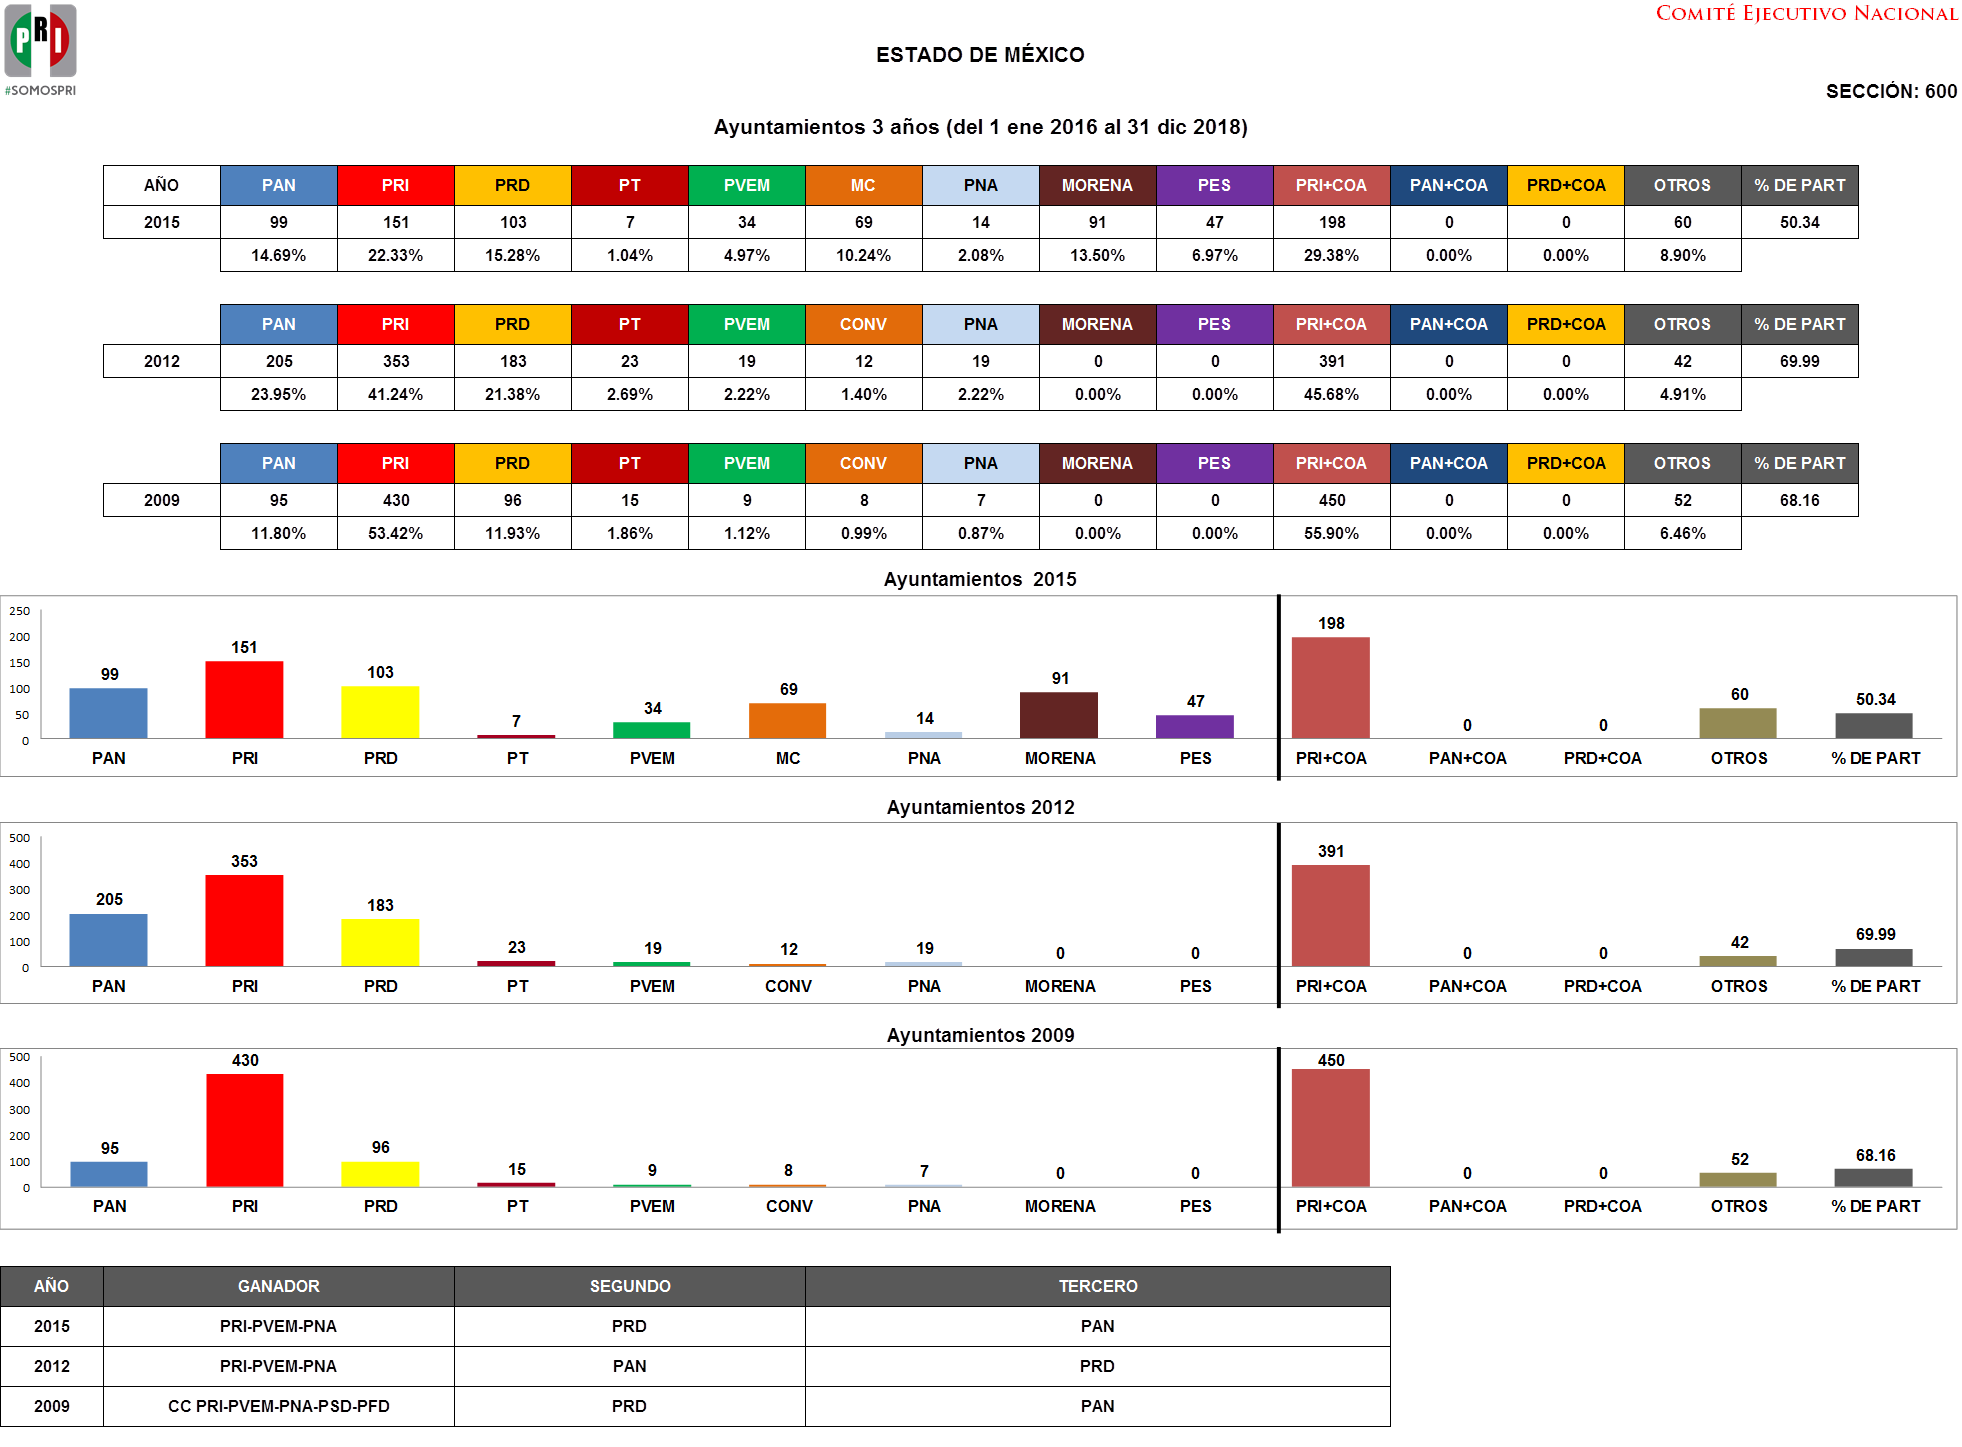 PRI
#SOMOSPRI
COMITÉ EJECUTIVO NACIONAL
ESTADO DE MÉXICO
SECCIÓN: 600
Ayuntamientos 3 años (del 1 ene 2016 al 31 dic 2018)
AÑO PAN PRI PRD PT PVEM MC PNA MORENA PES PRI+COA PAN+COA PRD+COA OTROS % DE PART
2015 99 151 103 7 34 69 14 91 47 198 0 0 60 50.34
14.69% 22.33% 15.28% 1.04% 4.97% 10.24% 2.08% 13.50% 6.97% 29.38% 0.00% 0.00% 8.90%
PAN PRI PRD PT PVEM CONV PNA MORENA PES PRI+COA PAN+COA PRD+COA OTROS % DE PART
2012 205 353 183 23 19 12 19 0 0 391 0 0 42 69.99
23.95% 41.24% 21.38% 2.69% 2.22% 1.40% 2.22% 0.00% 0.00% 45.68% 0.00% 0.00% 4.91%
PAN PRI PRD PT PVEM CONV PNA MORENA PES PRI+COA PAN+COA PRD+COA OTROS % DE PART
2009 95 430 96 15 9 8 7 0 0 450 0 0 52 68.16
11.80% 53.42% 11.93% 1.86% 1.12% 0.99% 0.87% 0.00% 0.00% 55.90% 0.00% 0.00% 6.46%
Ayuntamientos 2015
250
200
150
100
50
0
99 151 103 7 34 69 14 91 47 198 0 0 60 50.34
PAN PRI PRD PT PVEM MC PNA MORENA PES PRI+COA PAN+COA PRD+COA OTROS % DE PART
Ayuntamientos 2012
500
400
300
200
100
0
205 353 183 23 19 12 19 0 0 391 0 0 42 69.99
PAN PRI PRD PT PVEM CONV PNA MORENA PES PRI+COA PAN+COA PRD+COA OTROS % DE PART
Ayuntamientos 2009
500
400
300
200
100
0
95 430 96 15 9 8 7 0 0 450 0 0 52 68.16
PAN PRI PRD PT PVEM CONV PNA MORENA PES PRI+COA PAN+COA PRD+COA OTROS % DE PART
AÑO GANADOR SEGUNDO TERCERO
2015 PRI-PVEM-PNA PRD PAN
2012 PRI-PVEM-PNA PAN PRD
2009 CC PRI-PVEM-PNA-PSD-PFD PRD PAN